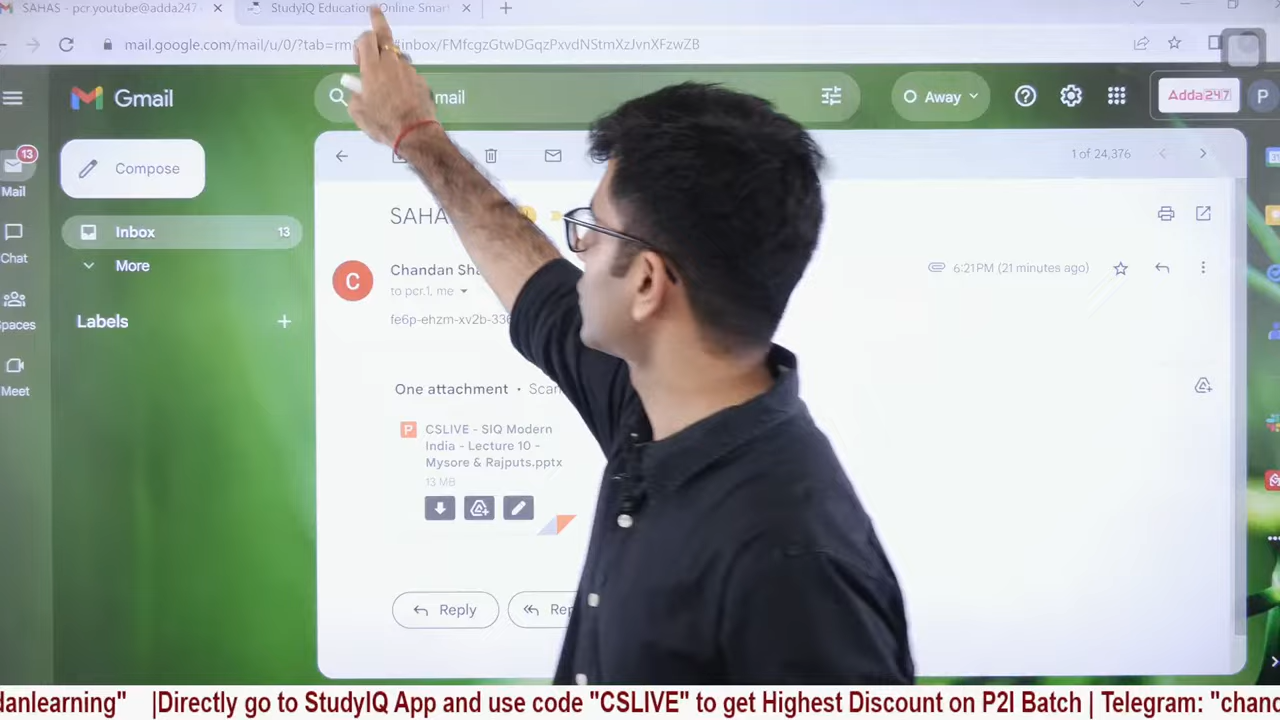 SAHAS - pcr.youtube@adda247
StudyIQ Education Online Smart
mail.google.com/mail/u/0/?tab=rm
#inbox/FMfcgzGtwDGqzPxvdNStmXzJvnXFzwZB
Gmail
mail
Away
Adda247
P
13
Mail
Compose
1 of 24,376
Inbox
13
Chat
More
SAHA
C
Chandan Sha
6:21PM (21 minutes ago)
to pcr.1, me
Spaces
Labels
fe6p-ehzm-xv2b-336
Meet
One attachment • Scan
P
CSLIVE - SIQ Modern
India - Lecture 10 -
Mysore & Rajputs.pptx
13 MB
Reply
Rep
danlearning" |Directly go to StudyIQ App and use code "CSLIVE" to get Highest Discount on P2I Batch | Telegram: "chanc